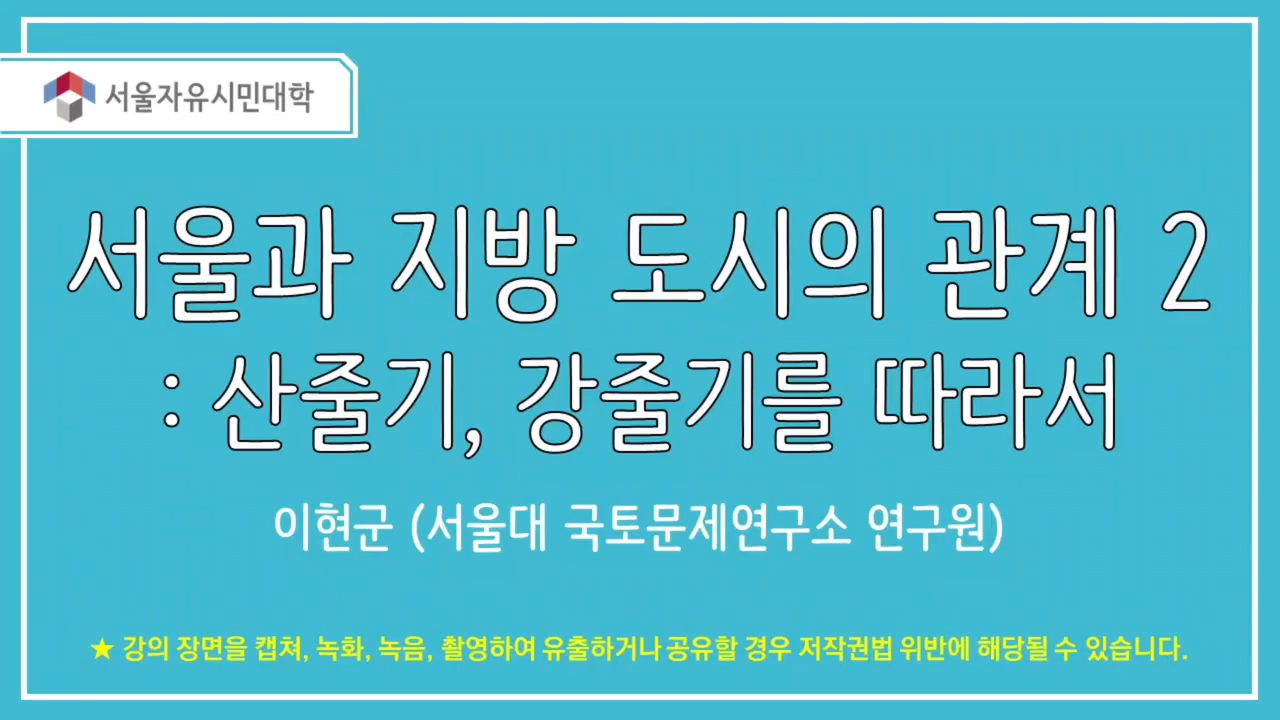 서울자유시민대학
서울과 지방 도시의 관계 2
: 산줄기, 강줄기를 따라서
이현군 (서울대 국토문제연구소 연구원)
★ 강의 장면을 캡쳐, 녹화, 녹음, 촬영하여 유출하거나 공유할 경우 저작권법 위반에 해당될 수 있습니다.